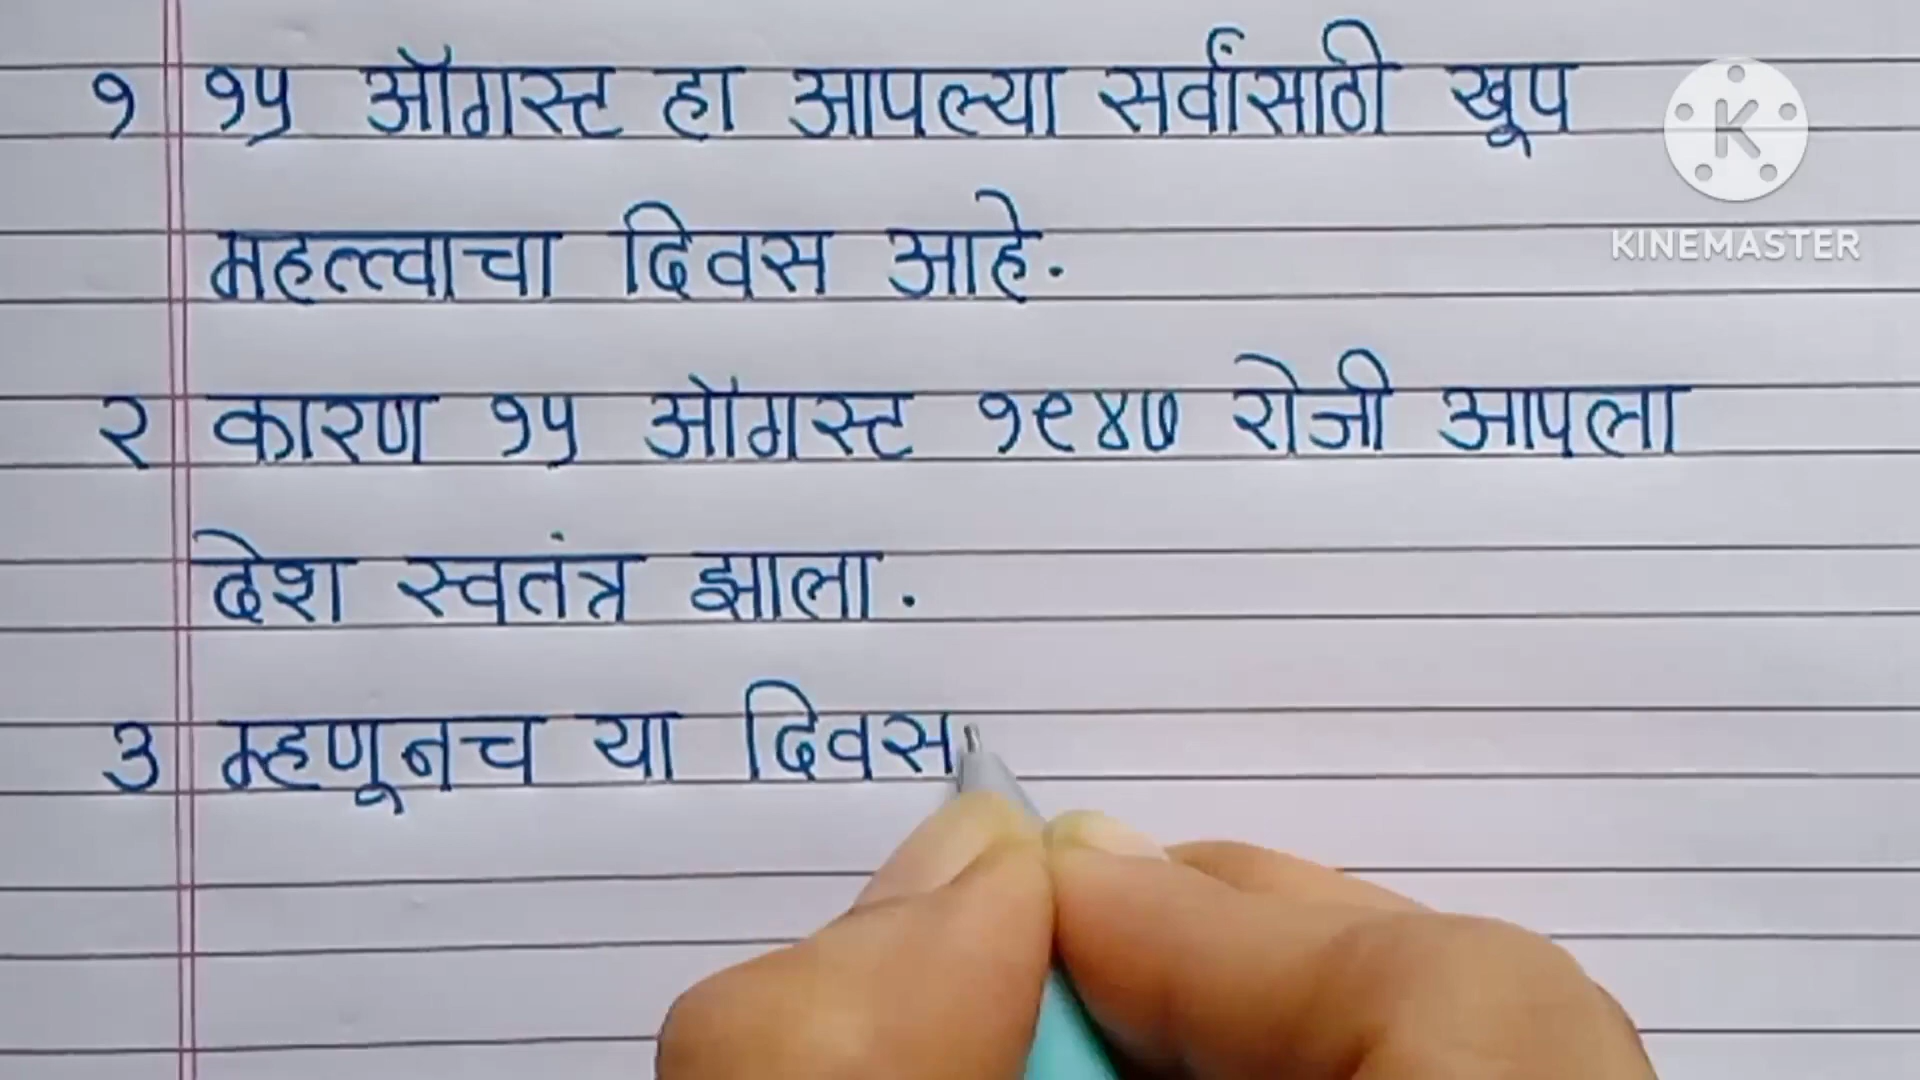 १ १५ ऑगस्ट हा आपल्या सर्वांसाठी खूप
महत्त्वाचा दिवस आहे.
२ कारण १५ ऑगस्ट १९४७ रोजी आपला
देश स्वतंत्र झाला.
३ म्हणूनच या दिवस
KINEMASTER